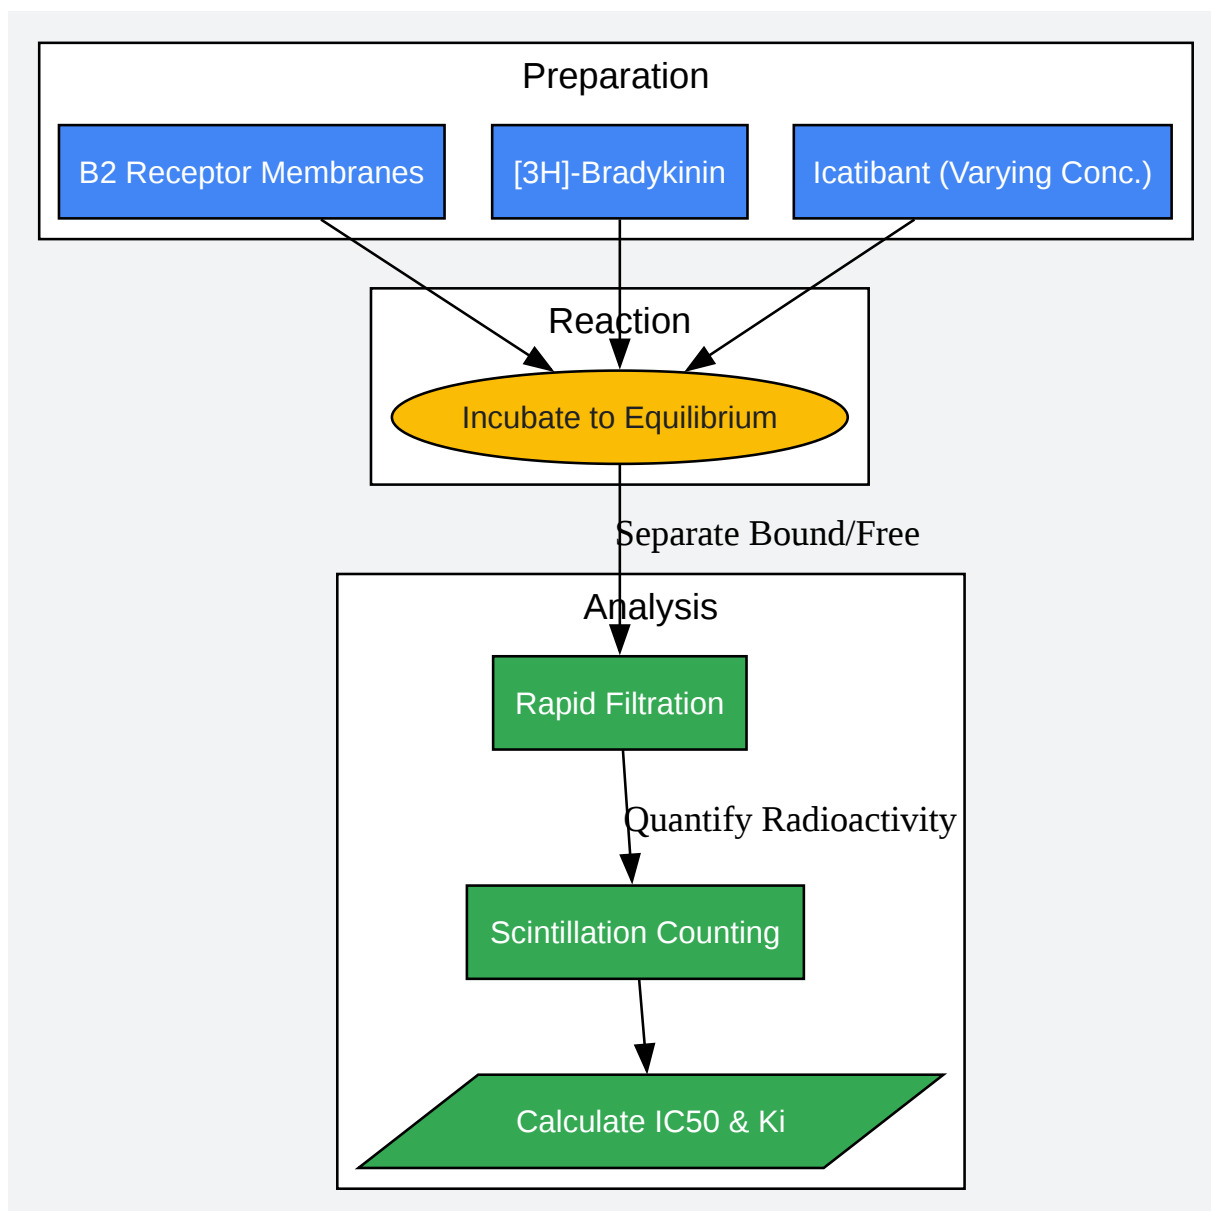 Preparation
B2 Receptor Membranes
[3H]-Bradykinin
Icatibant (Varying Conc.)
Reaction
Incubate to Equilibrium
Separate Bound/Free
Analysis
Rapid Filtration
Quantify Radioactivity
Scintillation Counting
Calculate IC50 & Ki